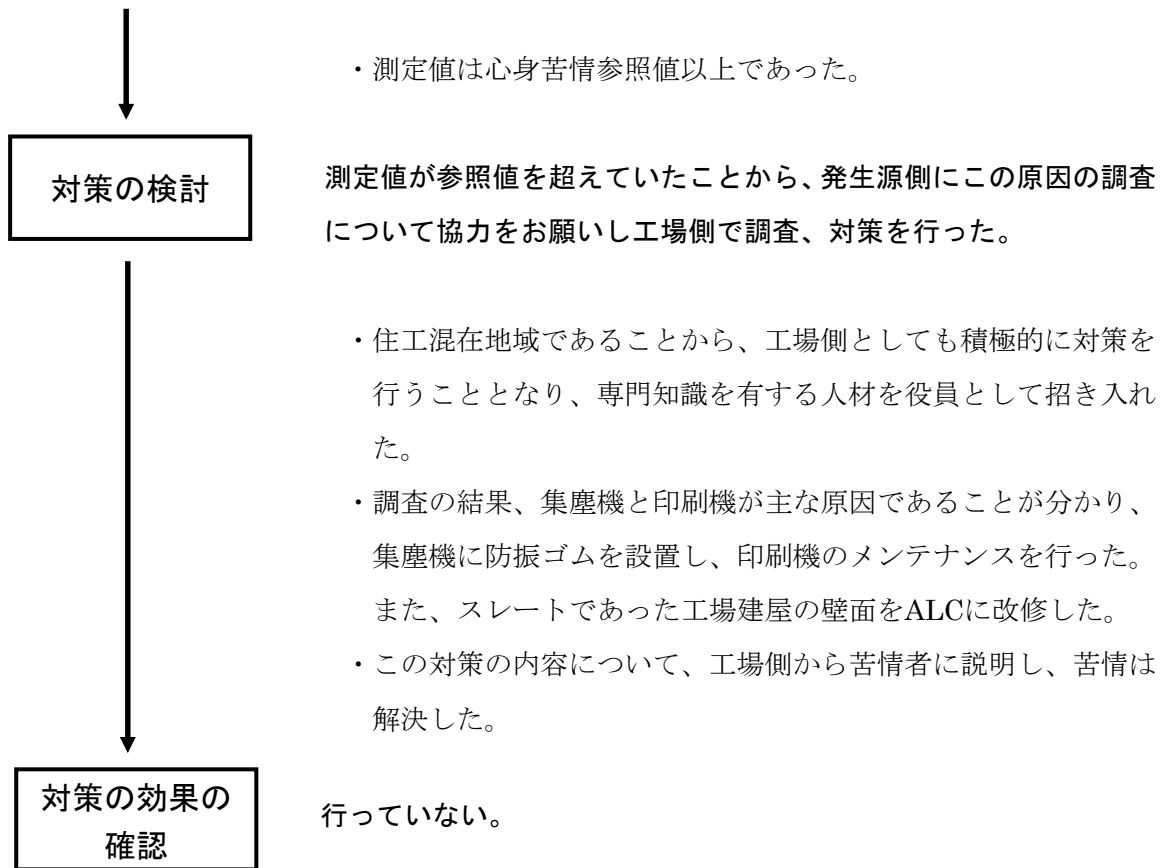 ・測定値は心身苦情参照値以上であった。
対策の検討
測定値が参照値を超えていたことから、発生源側にこの原因の調査
について協力をお願いし工場側で調査、対策を行った。
・住工混在地域であることから、工場側としても積極的に対策を
行うこととなり、専門知識を有する人材を役員として招き入れ
た。
・調査の結果、集塵機と印刷機が主な原因であることが分かり、
集塵機に防振ゴムを設置し、印刷機のメンテナンスを行った。
また、スレートであった工場建屋の壁面をALCに改修した。
・この対策の内容について、工場側から苦情者に説明し、苦情は
解決した。
対策の効果の
確認
行っていない。